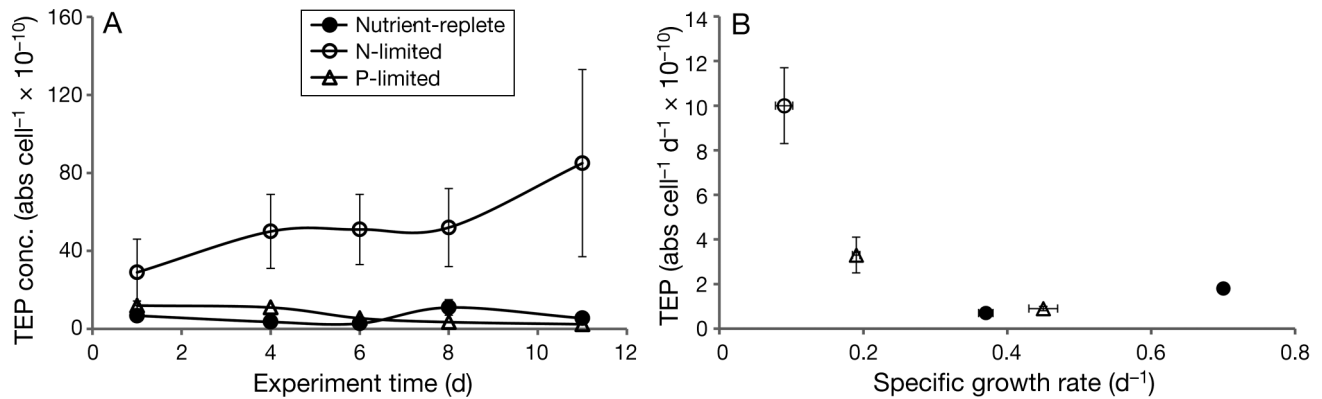 A
Nutrient-replete
N-limited
P-limited
TEP conc. (abs cell⁻¹ × 10⁻¹⁰)
160
120
80
40
0
0 2 4 6 8 10 12
Experiment time (d)
B
TEP (abs cell⁻¹ d⁻¹ × 10⁻¹⁰)
14
12
10
8
6
4
2
0
0 0.2 0.4 0.6 0.8
Specific growth rate (d⁻¹)